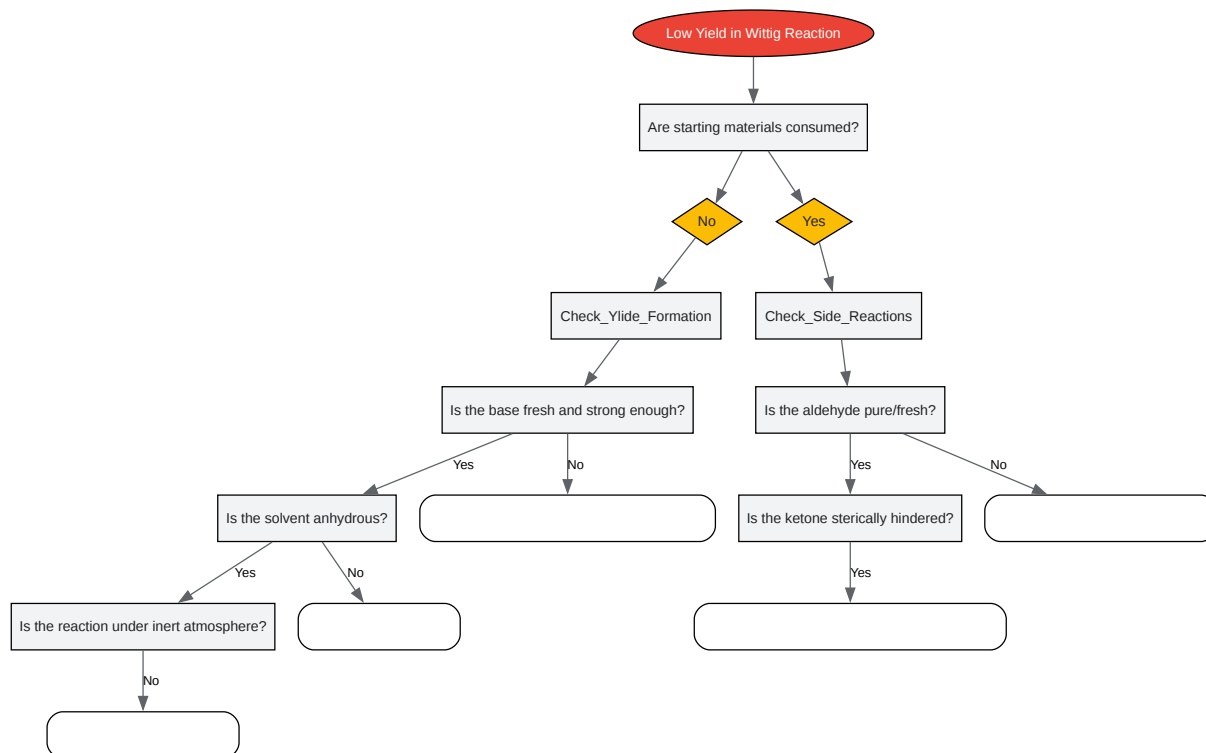 Low Yield in Wittig Reaction
Are starting materials consumed?
No
Yes
Check_Ylide_Formation
Check_Side_Reactions
Is the base fresh and strong enough?
Is the aldehyde pure/fresh?
Yes
No
Yes
No
Is the solvent anhydrous?
Is the ketone sterically hindered?
Yes
No
Yes
Is the reaction under inert atmosphere?
No